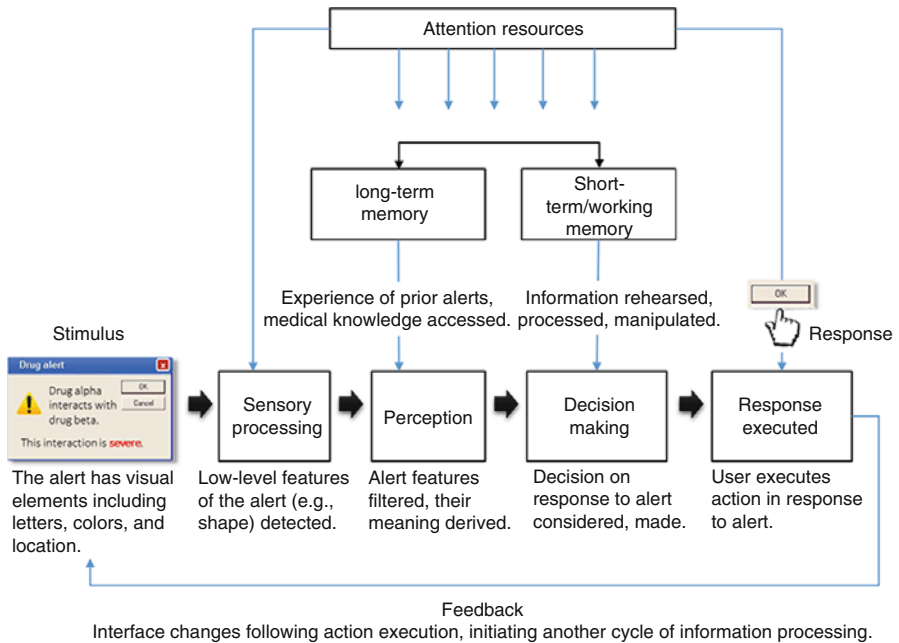 Attention resources
long-term
memory
Short-
term/working
memory
Experience of prior alerts,
medical knowledge accessed.
Information rehearsed,
processed, manipulated.
OK
Stimulus
Response
Drug alert
Drug alpha
interacts with
drug beta.
OK
Cancel
This interaction is severe.
Sensory
processing
Perception
Decision
making
Response
executed
The alert has visual
elements including
letters, colors, and
location.
Low-level features
of the alert (e.g.,
shape) detected.
Alert features
filtered, their
meaning derived.
Decision on
response to alert
considered, made.
User executes
action in response
to alert.
Feedback
Interface changes following action execution, initiating another cycle of information processing.